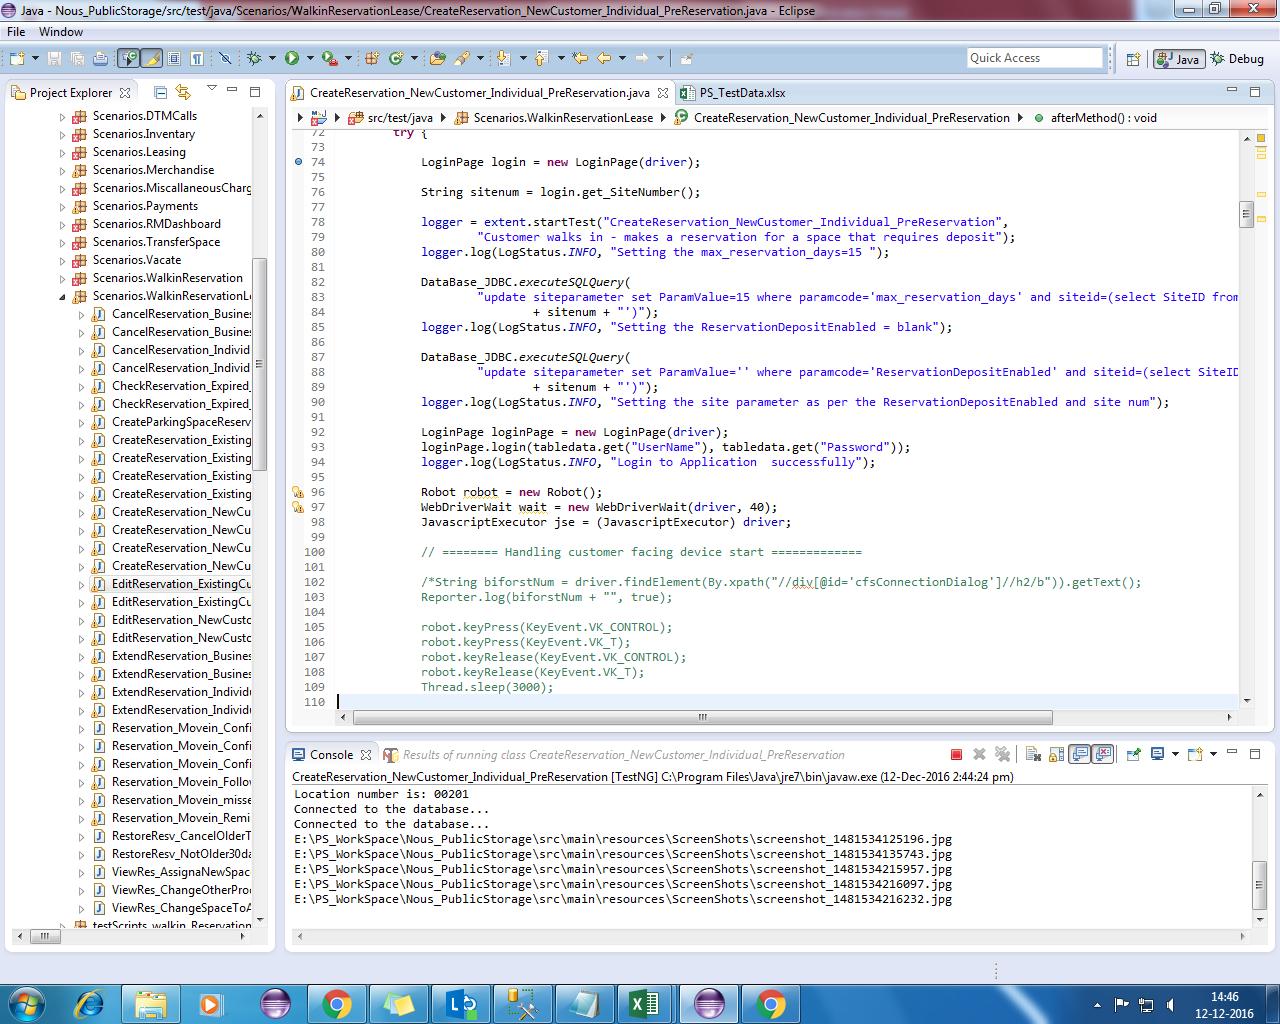 Java - Nous_PublicStorage/src/test/java/Scenarios/WalkinReservationLease/CreateReservation_NewCustomer_Individual_PreReservation.java - Eclipse
File Window
Quick Access
Java
Debug
Project Explorer
Scenarios.DTMCalls
Scenarios.Inventory
Scenarios.Leasing
Scenarios.Merchandise
Scenarios.MiscallaneousCharg
Scenarios.Payments
Scenarios.RMDashboard
Scenarios.TransferSpace
Scenarios.Vacate
Scenarios.WalkinReservation
Scenarios.WalkinReservationLe
CancelReservation_Busines
CancelReservation_Busines
CancelReservation_Individ
CancelReservation_Individ
CheckReservation_Expired_
CheckReservation_Expired_
CreateParkingSpaceReserv
CreateReservation_Existing
CreateReservation_Existing
CreateReservation_Existing
CreateReservation_Existing
CreateReservation_NewCu
CreateReservation_NewCu
CreateReservation_NewCu
CreateReservation_NewCu
EditReservation_ExistingCu
EditReservation_ExistingCu
EditReservation_NewCusto
EditReservation_NewCusto
ExtendReservation_Busines
ExtendReservation_Busines
ExtendReservation_Individu
ExtendReservation_Individu
Reservation_Movein_Confi
Reservation_Movein_Confi
Reservation_Movein_Confi
Reservation_Movein_Follow
Reservation_Movein_misse
Reservation_Movein_Remi
RestoreResv_CancelOlderT
RestoreResv_NotOlder30da
ViewRes_AssignaNewSpac
ViewRes_ChangeOtherProd
ViewRes_ChangeSpaceToA
testScripts_walkin_Reservation
CreateReservation_NewCustomer_Individual_PreReservation.java
PS_TestData.xlsx
src/test/java
Scenarios.WalkinReservationLease
CreateReservation_NewCustomer_Individual_PreReservation
afterMethod() : void
72 try {
73
74 LoginPage login = new LoginPage(driver);
75
76 String sitenum = login.get_SiteNumber();
77
78 logger = extent.startTest("CreateReservation_NewCustomer_Individual_PreReservation",
79 "Customer walks in - makes a reservation for a space that requires deposit");
80 logger.log(LogStatus.INFO, "Setting the max_reservation_days=15 ");
81
82 DataBase_JDBC.executeSQLQuery(
83 "update siteparameter set ParamValue=15 where paramcode='max_reservation_days' and siteid=(select SiteID from
84 + sitenum + "')");
85 logger.log(LogStatus.INFO, "Setting the ReservationDepositEnabled = blank");
86
87 DataBase_JDBC.executeSQLQuery(
88 "update siteparameter set ParamValue='' where paramcode='ReservationDepositEnabled' and siteid=(select SiteID
89 + sitenum + "')");
90 logger.log(LogStatus.INFO, "Setting the site parameter as per the ReservationDepositEnabled and site num");
91
92 LoginPage loginPage = new LoginPage(driver);
93 loginPage.login(tabledata.get("UserName"), tabledata.get("Password"));
94 logger.log(LogStatus.INFO, "Login to Application  successfully");
95
96 Robot robot = new Robot();
97 WebDriverWait wait = new WebDriverWait(driver, 40);
98 JavascriptExecutor jse = (JavascriptExecutor) driver;
99
100 // ======== Handling customer facing device start =============
101
102 /*String biforstNum = driver.findElement(By.xpath("//div[@id='cfsConnectionDialog']//h2/b")).getText();
103 Reporter.log(biforstNum + "", true);
104
105 robot.keyPress(KeyEvent.VK_CONTROL);
106 robot.keyPress(KeyEvent.VK_T);
107 robot.keyRelease(KeyEvent.VK_CONTROL);
108 robot.keyRelease(KeyEvent.VK_T);
109 Thread.sleep(3000);
110
Console
Results of running class CreateReservation_NewCustomer_Individual_PreReservation
CreateReservation_NewCustomer_Individual_PreReservation [TestNG] C:\Program Files\Java\jre7\bin\javaw.exe (12-Dec-2016 2:44:24 pm)
Location number is: 00201
Connected to the database...
Connected to the database...
E:\PS_WorkSpace\Nous_PublicStorage\src\main\resources\ScreenShots\screenshot_1481534125196.jpg
E:\PS_WorkSpace\Nous_PublicStorage\src\main\resources\ScreenShots\screenshot_1481534135743.jpg
E:\PS_WorkSpace\Nous_PublicStorage\src\main\resources\ScreenShots\screenshot_1481534215957.jpg
E:\PS_WorkSpace\Nous_PublicStorage\src\main\resources\ScreenShots\screenshot_1481534216097.jpg
E:\PS_WorkSpace\Nous_PublicStorage\src\main\resources\ScreenShots\screenshot_1481534216232.jpg
14:46
12-12-2016